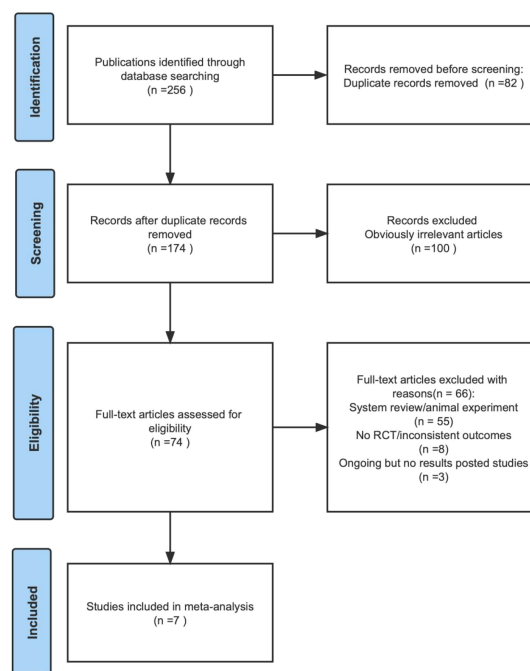 Identification
Publications identified through
database searching
(n =256 )
Records removed before screening:
Duplicate records removed (n =82 )
Screening
Records after duplicate records
removed
(n =174 )
Records excluded
Obviously irrelevant articles
(n =100 )
Eligibility
Full-text articles assessed for
eligibility
(n =74 )
Full-text articles excluded with
reasons(n = 66):
System review/animal experiment
(n = 55)
No RCT/inconsistent outcomes
(n =8)
Ongoing but no results posted studies
(n =3)
Included
Studies included in meta-analysis
(n =7 )